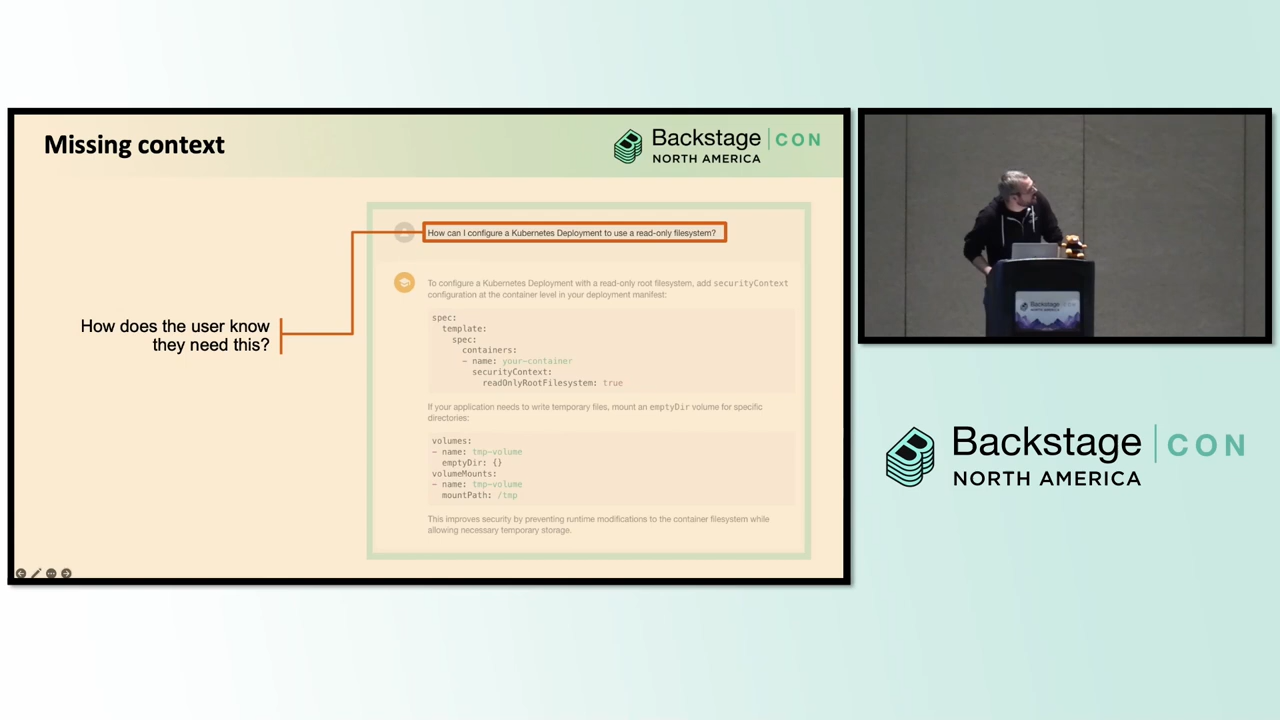 Missing context
Backstage CON
NORTH AMERICA
How can I configure a Kubernetes Deployment to use a read-only filesystem?
How does the user know
they need this?
To configure a Kubernetes Deployment with a read-only root filesystem, add securityContext
configuration at the container level in your deployment manifest:
spec:
template:
spec:
containers:
- name: your-container
securityContext:
readOnlyRootFilesystem: true
If your application needs to write temporary files, mount an emptyDir volume for specific
directories:
volumes:
- name: tmp-volume
emptyDir: {}
volumeMounts:
- name: tmp-volume
mountPath: /tmp
This improves security by preventing runtime modifications to the container filesystem while
allowing necessary temporary storage.
Backstage
NORTH AMERICA
Backstage CON
NORTH AMERICA